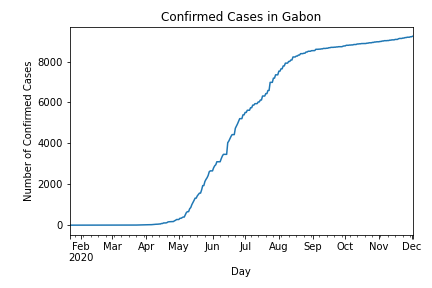 Confirmed Cases in Gabon
Number of Confirmed Cases
8000
6000
4000
2000
0
Feb Mar Apr May Jun Jul Aug Sep Oct Nov Dec
2020
Day